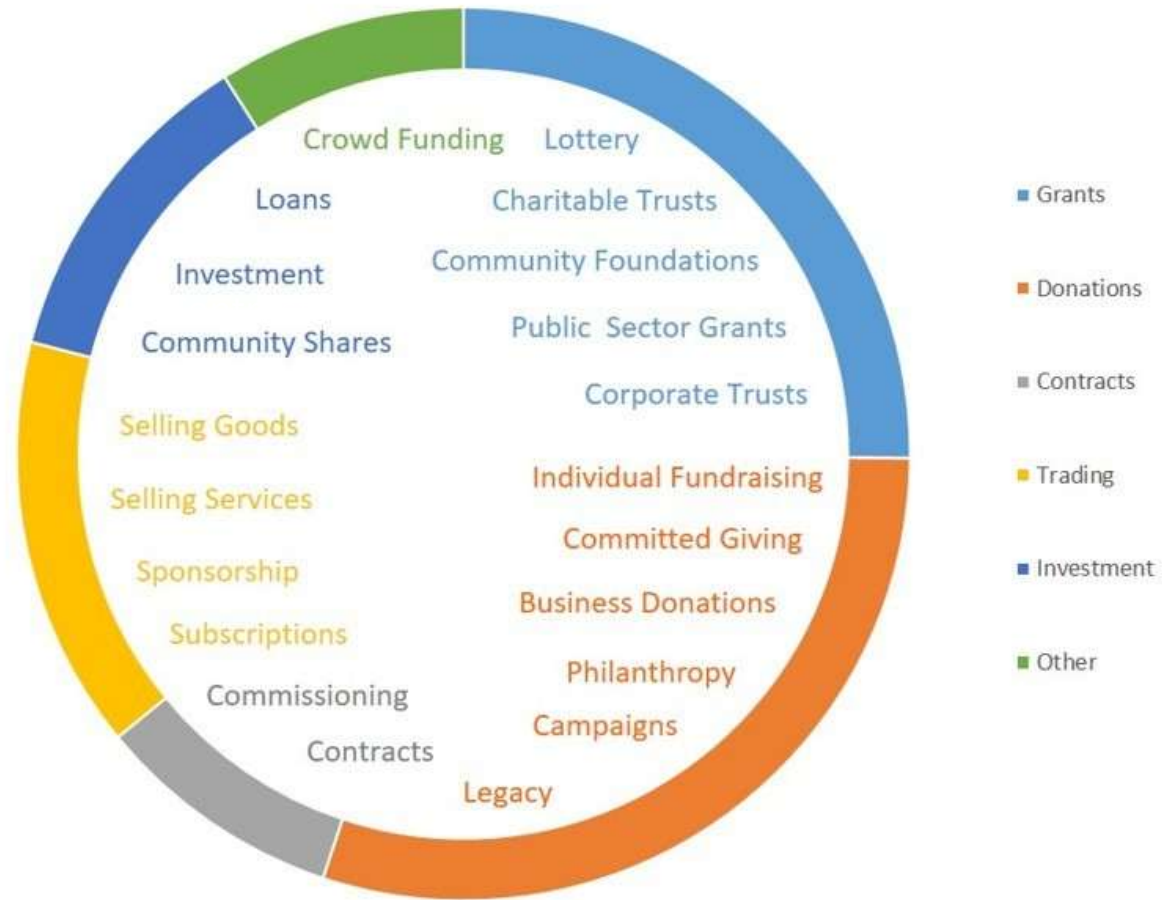 Crowd Funding
Lottery
Loans
Charitable Trusts
Investment
Community Foundations
Community Shares
Public Sector Grants
Corporate Trusts
Selling Goods
Individual Fundraising
Selling Services
Committed Giving
Sponsorship
Business Donations
Subscriptions
Philanthropy
Commissioning
Campaigns
Contracts
Legacy
Grants
Donations
Contracts
Trading
Investment
Other